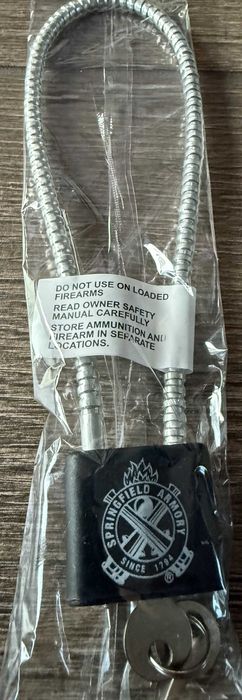 DO NOT USE ON LOADED
FIREARMS
READ OWNER SAFETY
MANUAL CAREFULLY
STORE AMMUNITION AND
FIREARM IN SEPARATE
LOCATIONS.
SPRINGFIELD ARMORY
SINCE 1794
®